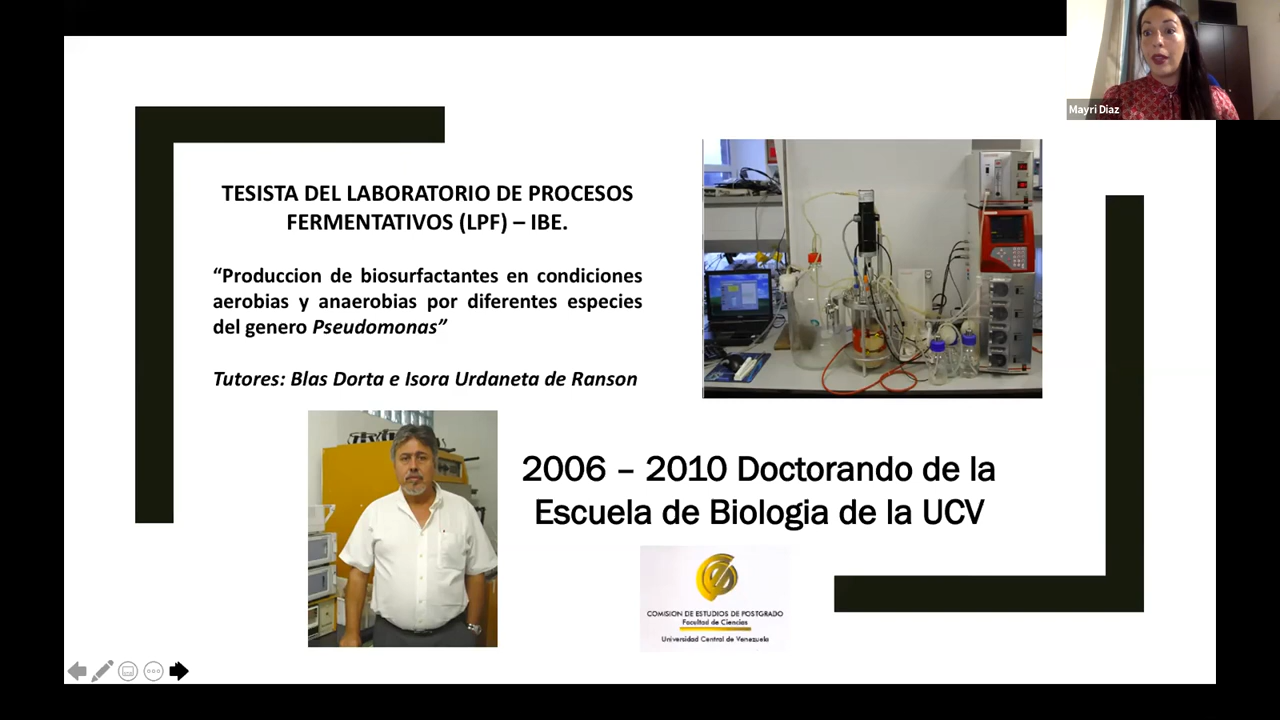 Mayri Diaz
TESISTA DEL LABORATORIO DE PROCESOS
FERMENTATIVOS (LPF) – IBE.
“Produccion de biosurfactantes en condiciones
aerobias y anaerobias por diferentes especies
del genero Pseudomonas”
Tutores: Blas Dorta e Isora Urdaneta de Ranson
2006 – 2010 Doctorando de la
Escuela de Biologia de la UCV
COMISION DE ESTUDIOS DE POSTGRADO
Facultad de Ciencias
Universidad Central de Venezuela